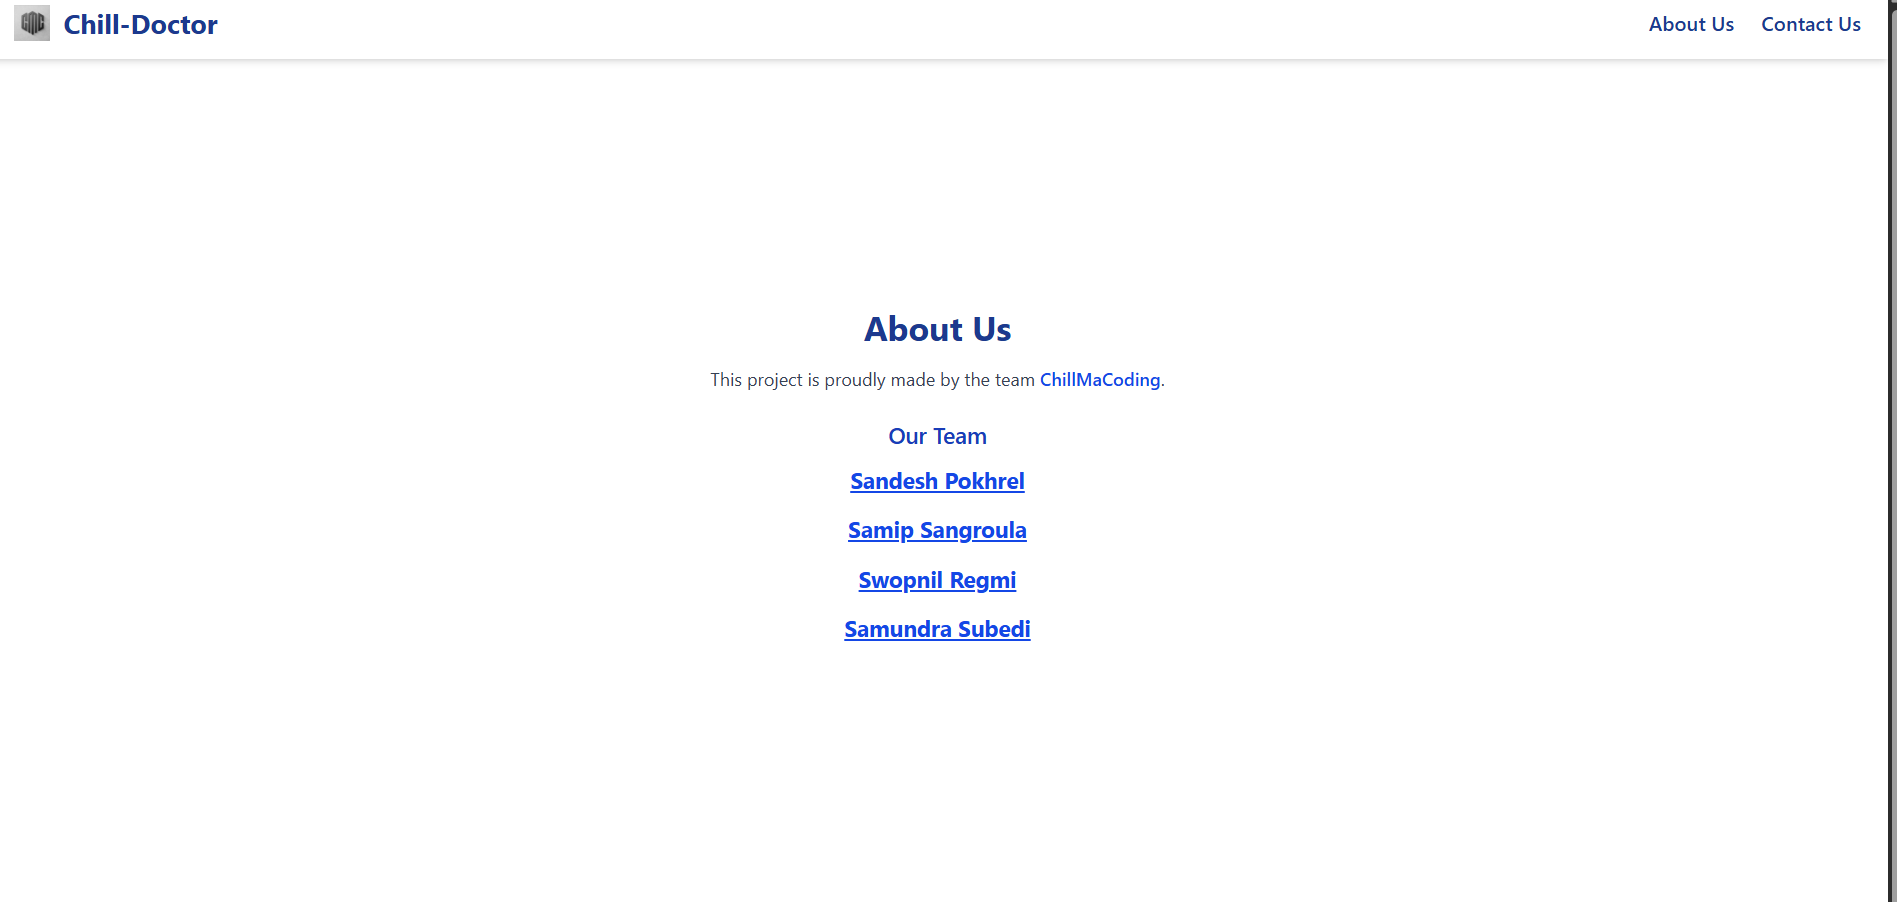 CMC Chill-Doctor
About Us Contact Us
About Us
This project is proudly made by the team ChillMaCoding.
Our Team
Sandesh Pokhrel
Samip Sangroula
Swopnil Regmi
Samundra Subedi